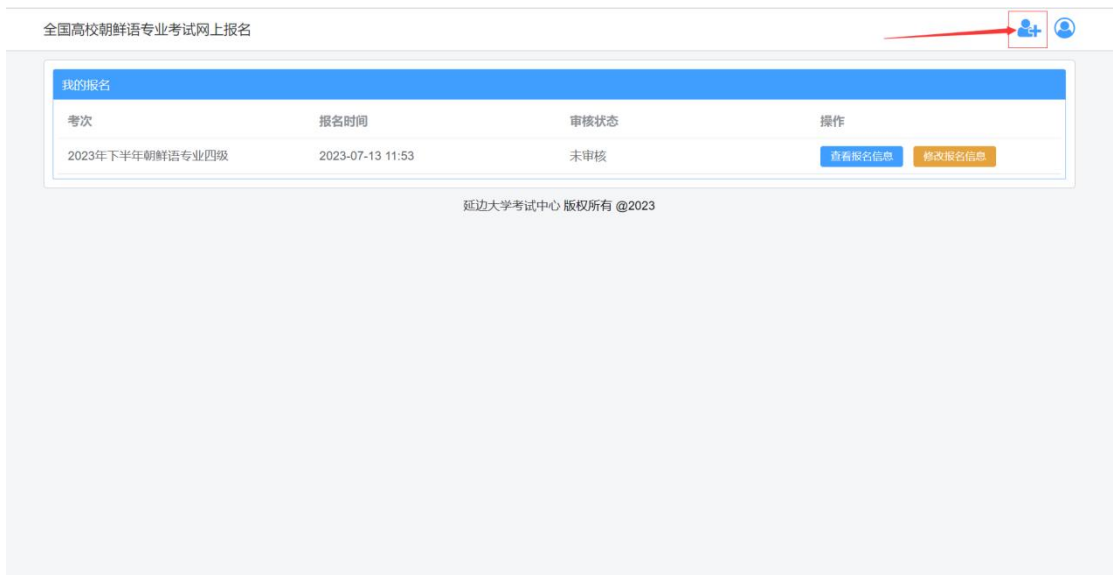 全国高校朝鲜语专业考试网上报名
我的报名
考次 报名时间 审核状态 操作
2023年下半年朝鲜语专业四级 2023-07-13 11:53 未审核 查看报名信息 修改报名信息
延边大学考试中心 版权所有 @2023